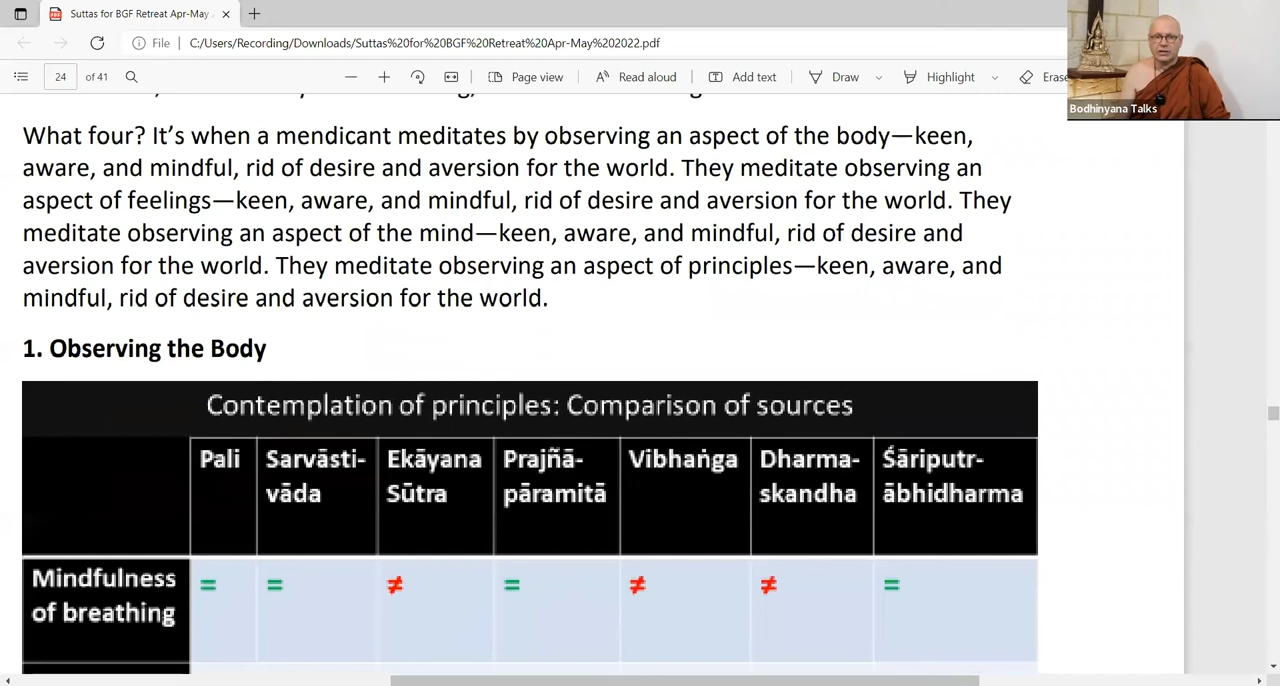 Suttas for BGF Retreat Apr-May
File
C:/Users/Recording/Downloads/Suttas%20for%20BGF%20Retreat%20Apr-May%202022.pdf
24 of 41
Page view
Read aloud
Add text
Draw
Highlight
Erase
Bodhinyana Talks
What four? It’s when a mendicant meditates by observing an aspect of the body—keen,
aware, and mindful, rid of desire and aversion for the world. They meditate observing an
aspect of feelings—keen, aware, and mindful, rid of desire and aversion for the world. They
meditate observing an aspect of the mind—keen, aware, and mindful, rid of desire and
aversion for the world. They meditate observing an aspect of principles—keen, aware, and
mindful, rid of desire and aversion for the world.
1. Observing the Body
Contemplation of principles: Comparison of sources
Pali Sarvāsti- Ekāyana Prajñā- Vibhaṅga Dharma- Śāriputr-
vāda Sūtra pāramitā skandha ābhidharma
Mindfulness = = ≠ = ≠ ≠ =
of breathing